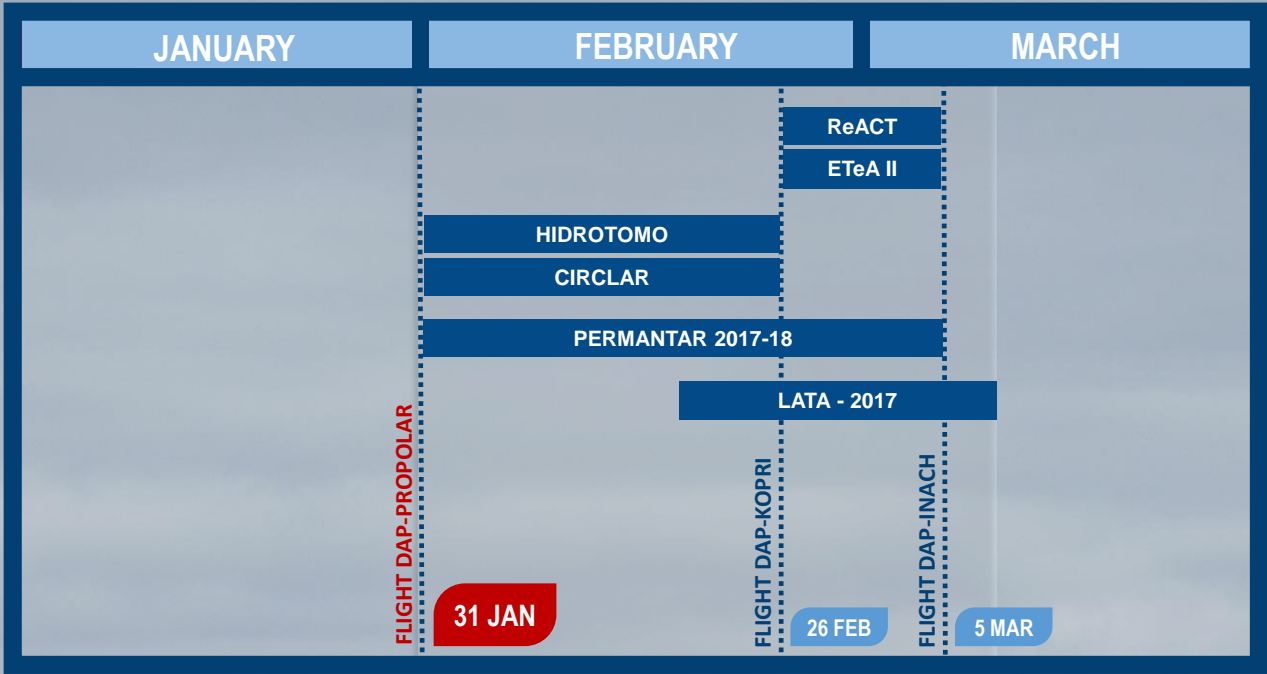 JANUARY
FEBRUARY
MARCH
ReACT
ETeA II
HIDROTOMO
CIRCLAR
PERMANTAR 2017-18
LATA - 2017
FLIGHT DAP-PROPOLAR
31 JAN
FLIGHT DAP-KOPRI
26 FEB
FLIGHT DAP-INACH
5 MAR